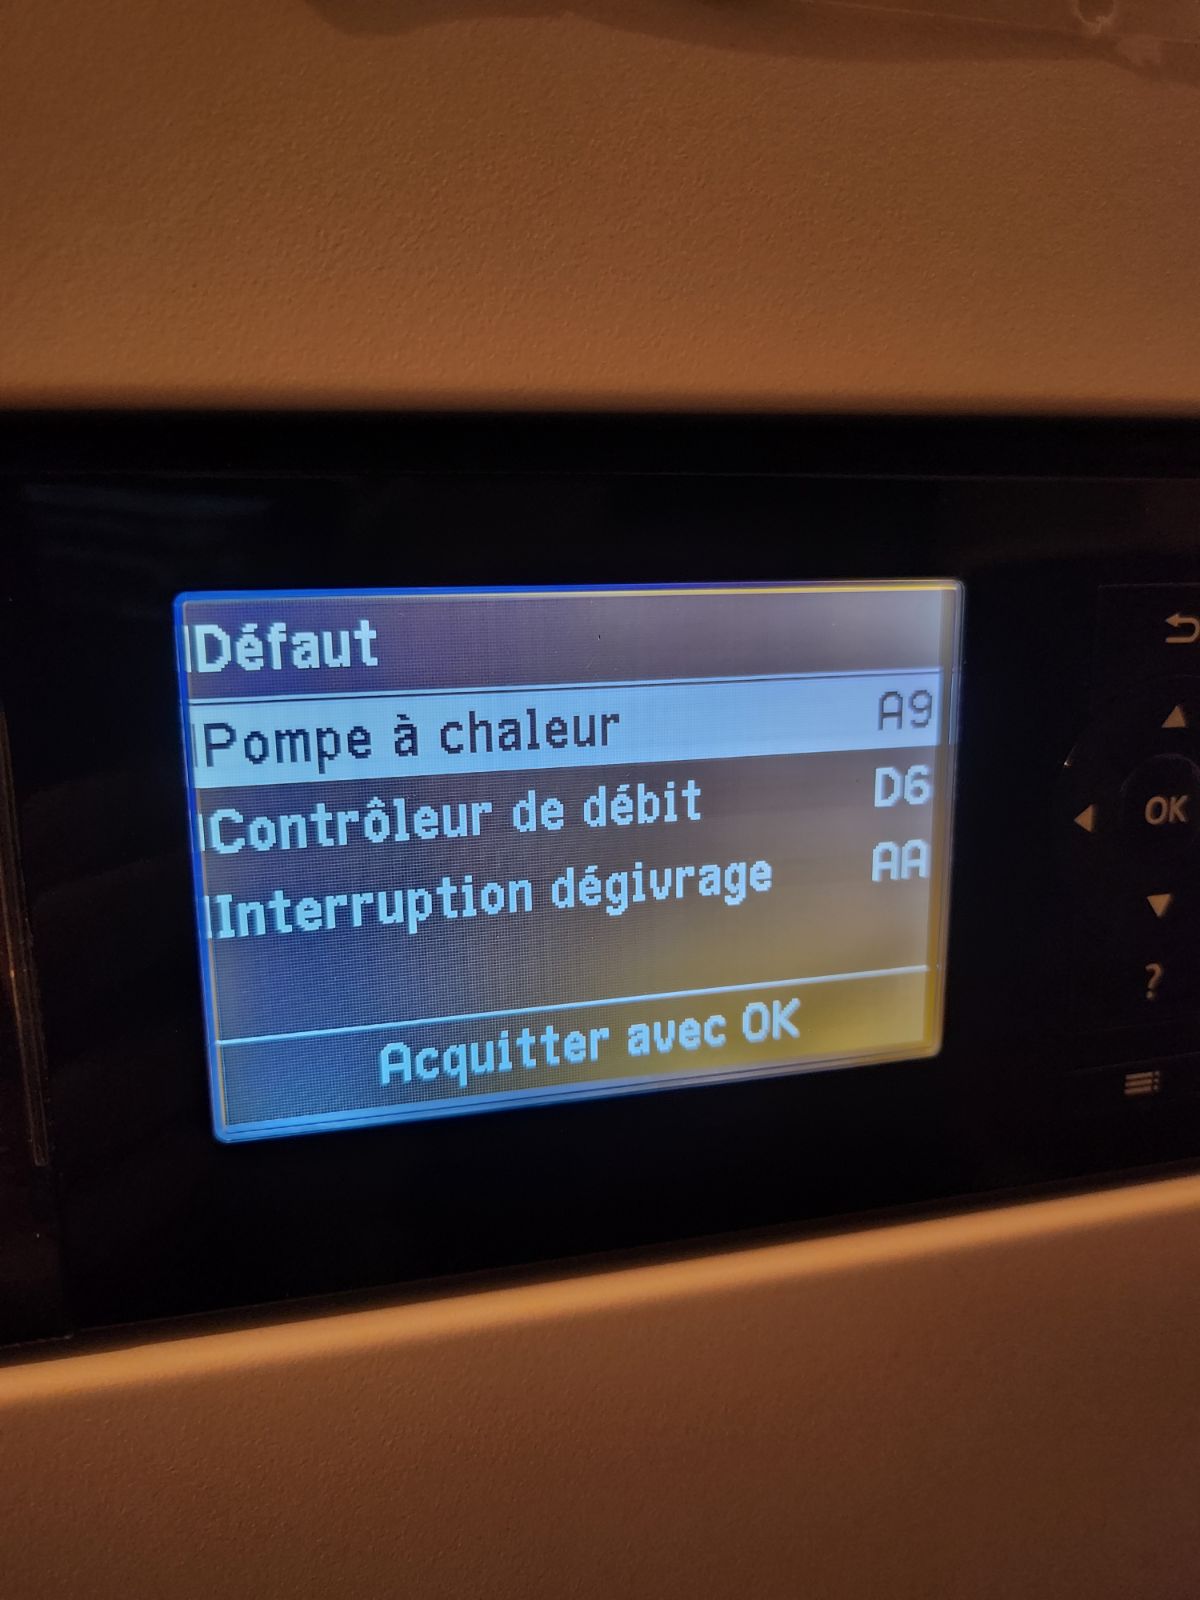 Défaut
Pompe à chaleur A9
Contrôleur de débit D6
Interruption dégivrage AA
Acquitter avec OK
OK
?